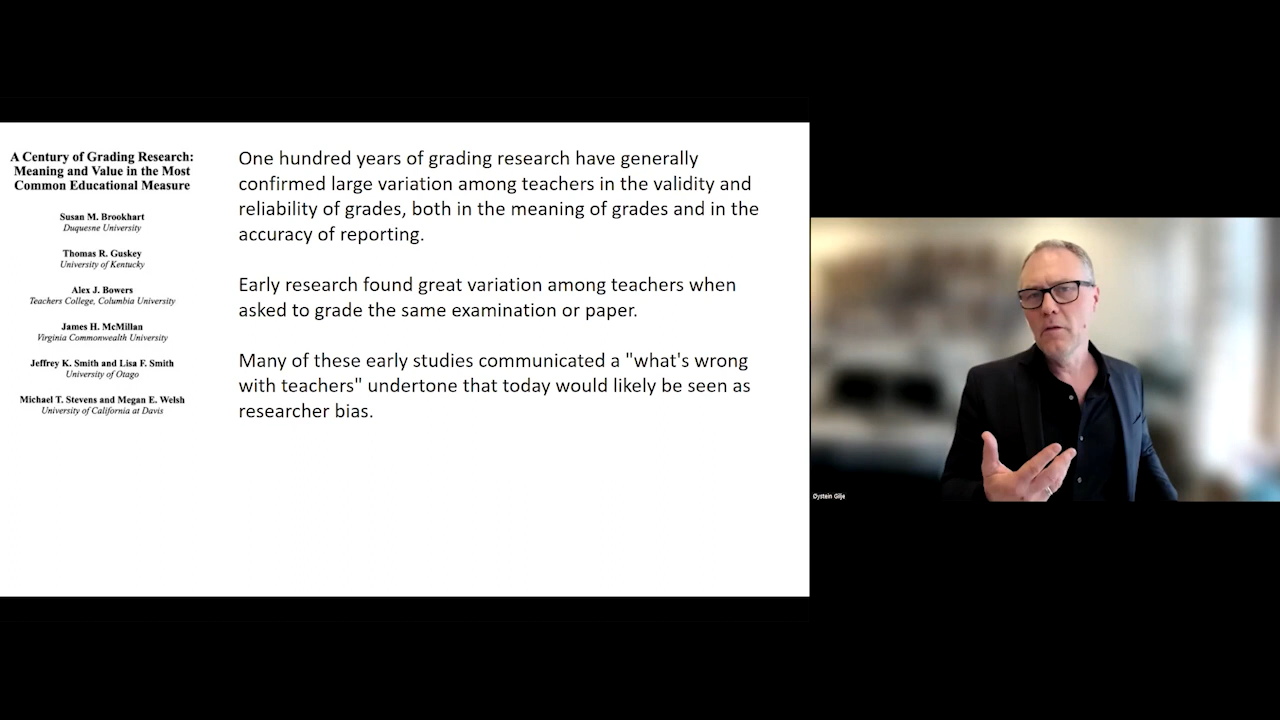 A Century of Grading Research:
Meaning and Value in the Most
Common Educational Measure
Susan M. Brookhart
Duquesne University
Thomas R. Guskey
University of Kentucky
Alex J. Bowers
Teachers College, Columbia University
James H. McMillan
Virginia Commonwealth University
Jeffrey K. Smith and Lisa F. Smith
University of Otago
Michael T. Stevens and Megan E. Welsh
University of California at Davis
One hundred years of grading research have generally
confirmed large variation among teachers in the validity and
reliability of grades, both in the meaning of grades and in the
accuracy of reporting.
Early research found great variation among teachers when
asked to grade the same examination or paper.
Many of these early studies communicated a "what's wrong
with teachers" undertone that today would likely be seen as
researcher bias.
Øystein Gilje